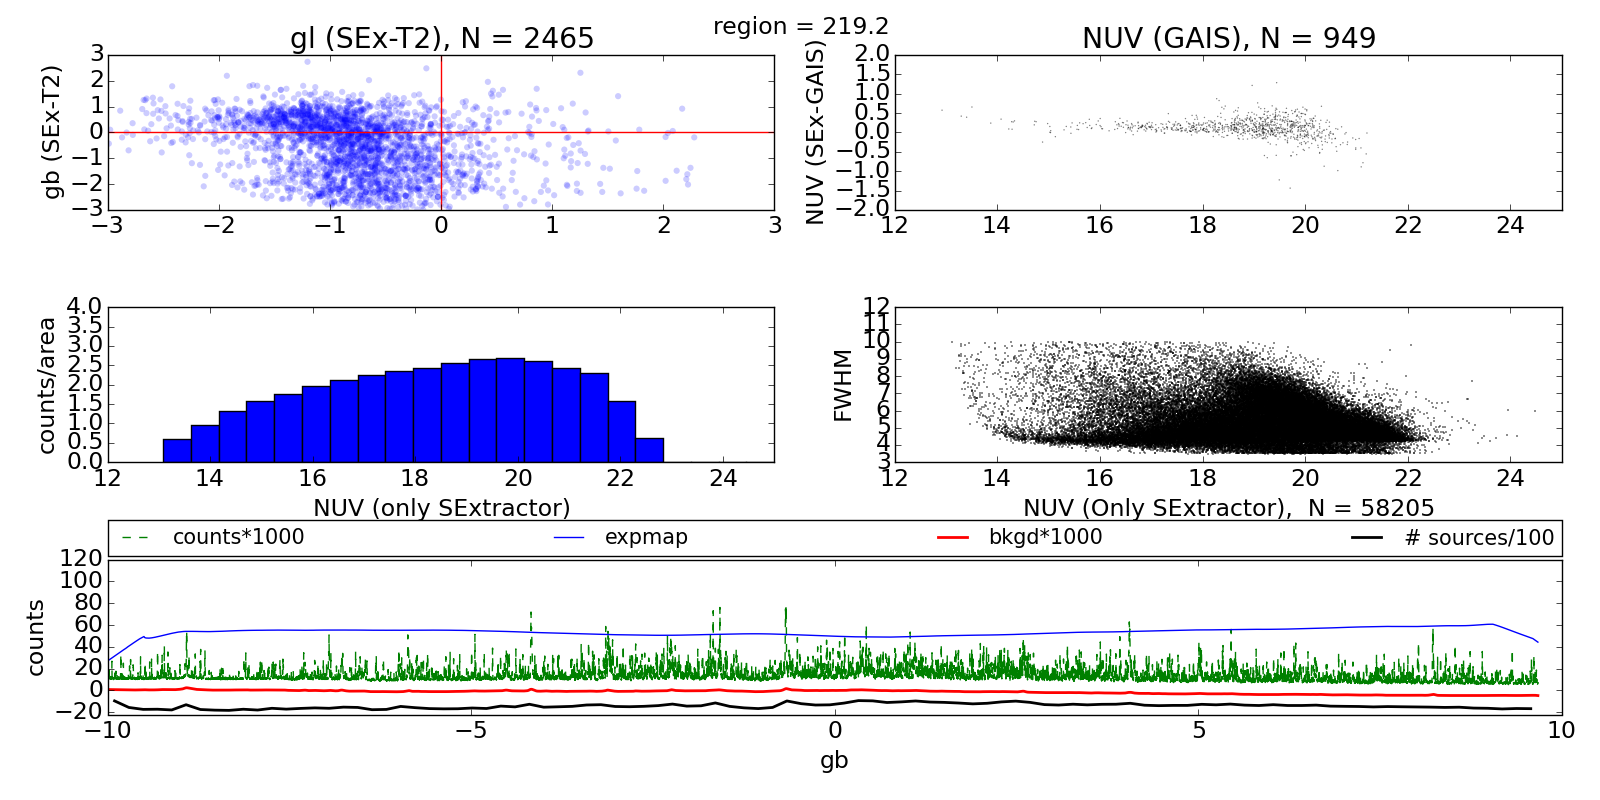 region = 219.2
gl (SEx-T2), N = 2465
NUV (GAIS), N = 949
gb (SEx-T2)
3
2
1
0
−1
−2
−3
−3 −2 −1 0 1 2 3
NUV (SEx-GAIS)
2.0
1.5
1.0
0.5
0.0
−0.5
−1.0
−1.5
−2.0
12 14 16 18 20 22 24
counts/area
4.0
3.5
3.0
2.5
2.0
1.5
1.0
0.5
0.0
12 14 16 18 20 22 24
NUV (only SExtractor)
FWHM
12
11
10
9
8
7
6
5
4
3
12 14 16 18 20 22 24
NUV (Only SExtractor), N = 58205
counts*1000 expmap bkgd*1000 # sources/100
counts
120
100
80
60
40
20
0
−20
−10 −5 0 5 10
gb